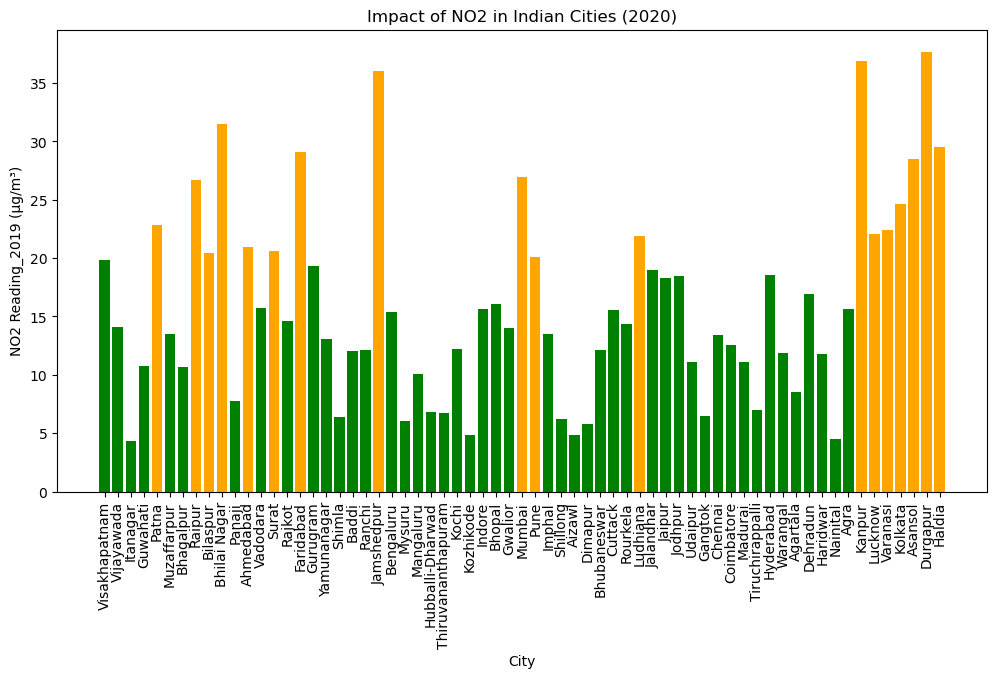 Impact of NO2 in Indian Cities (2020)
NO2 Reading_2019 (µg/m³)
35
30
25
20
15
10
5
0
Visakhapatnam
Vijayawada
Itanagar
Guwahati
Patna
Muzaffarpur
Bhagalpur
Raipur
Bilaspur
Bhilai Nagar
Panaij
Ahmedabad
Vadodara
Surat
Rajkot
Faridabad
Gurugram
Yamunanagar
Shimla
Baddi
Ranchi
Jamshedpur
Bengaluru
Mysuru
Mangaluru
Hubballi-Dharwad
Thiruvananthapuram
Kochi
Kozhikode
Indore
Bhopal
Gwalior
Mumbai
Pune
Imphal
Shillong
Aizawl
Dimapur
Bhubaneswar
Cuttack
Rourkela
Ludhiana
Jalandhar
Jaipur
Jodhpur
Udaipur
Gangtok
Chennai
Coimbatore
Madurai
Tiruchirappalli
Hyderabad
Warangal
Agartala
Dehradun
Haridwar
Nainital
Agra
Kanpur
Lucknow
Varanasi
Kolkata
Asansol
Durgapur
Haldia
City